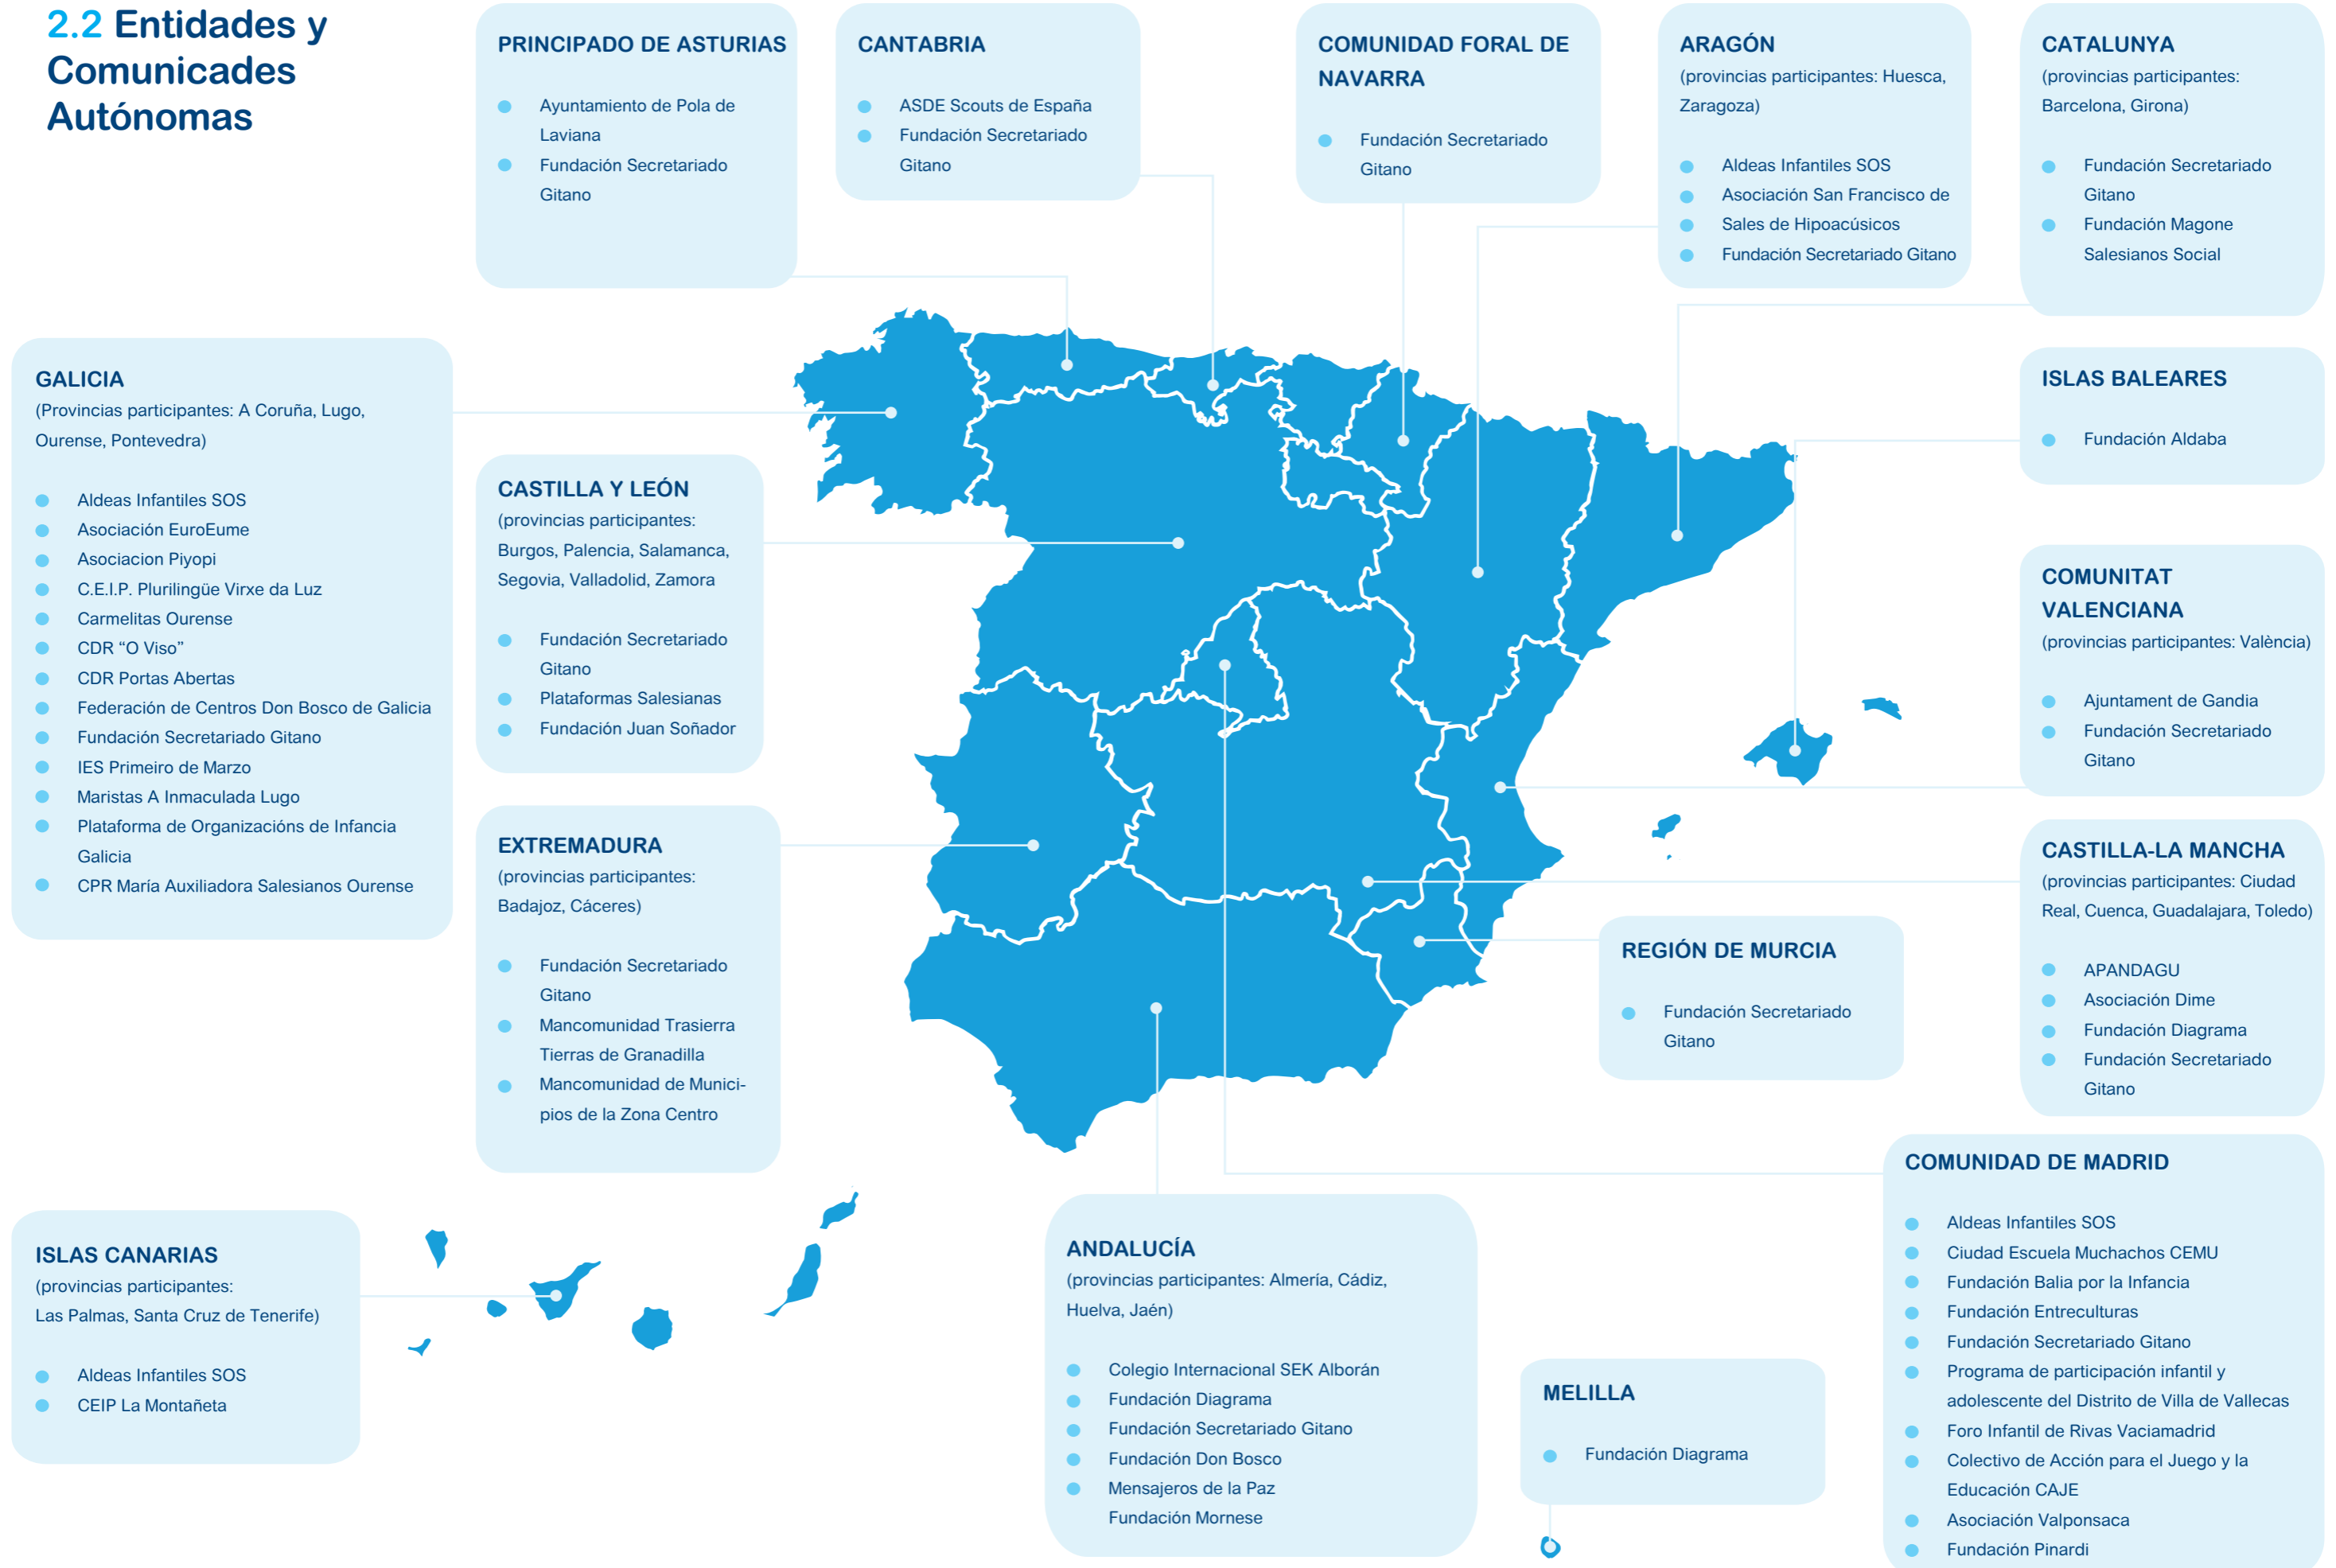 2.2 Entidades y
Comunicades
Autónomas
PRINCIPADO DE ASTURIAS
Ayuntamiento de Pola de
Laviana
Fundación Secretariado
Gitano
CANTABRIA
ASDE Scouts de España
Fundación Secretariado
Gitano
COMUNIDAD FORAL DE
NAVARRA
Fundación Secretariado
Gitano
ARAGÓN
(provincias participantes: Huesca,
Zaragoza)
Aldeas Infantiles SOS
Asociación San Francisco de
Sales de Hipoacúsicos
Fundación Secretariado Gitano
CATALUNYA
(provincias participantes:
Barcelona, Girona)
Fundación Secretariado
Gitano
Fundación Magone
Salesianos Social
GALICIA
(Provincias participantes: A Coruña, Lugo,
Ourense, Pontevedra)
Aldeas Infantiles SOS
Asociación EuroEume
Asociacion Piyopi
C.E.I.P. Plurilingüe Virxe da Luz
Carmelitas Ourense
CDR “O Viso”
CDR Portas Abertas
Federación de Centros Don Bosco de Galicia
Fundación Secretariado Gitano
IES Primeiro de Marzo
Maristas A Inmaculada Lugo
Plataforma de Organizacións de Infancia
Galicia
CPR María Auxiliadora Salesianos Ourense
CASTILLA Y LEÓN
(provincias participantes:
Burgos, Palencia, Salamanca,
Segovia, Valladolid, Zamora
Fundación Secretariado
Gitano
Plataformas Salesianas
Fundación Juan Soñador
ISLAS BALEARES
Fundación Aldaba
COMUNITAT
VALENCIANA
(provincias participantes: València)
Ajuntament de Gandia
Fundación Secretariado
Gitano
EXTREMADURA
(provincias participantes:
Badajoz, Cáceres)
Fundación Secretariado
Gitano
Mancomunidad Trasierra
Tierras de Granadilla
Mancomunidad de Munici-
pios de la Zona Centro
CASTILLA-LA MANCHA
(provincias participantes: Ciudad
Real, Cuenca, Guadalajara, Toledo)
APANDAGU
Asociación Dime
Fundación Diagrama
Fundación Secretariado
Gitano
REGIÓN DE MURCIA
Fundación Secretariado
Gitano
ISLAS CANARIAS
(provincias participantes:
Las Palmas, Santa Cruz de Tenerife)
Aldeas Infantiles SOS
CEIP La Montañeta
ANDALUCÍA
(provincias participantes: Almería, Cádiz,
Huelva, Jaén)
Colegio Internacional SEK Alborán
Fundación Diagrama
Fundación Secretariado Gitano
Fundación Don Bosco
Mensajeros de la Paz
Fundación Mornese
MELILLA
Fundación Diagrama
COMUNIDAD DE MADRID
Aldeas Infantiles SOS
Ciudad Escuela Muchachos CEMU
Fundación Balia por la Infancia
Fundación Entreculturas
Fundación Secretariado Gitano
Programa de participación infantil y
adolescente del Distrito de Villa de Vallecas
Foro Infantil de Rivas Vaciamadrid
Colectivo de Acción para el Juego y la
Educación CAJE
Asociación Valponsaca
Fundación Pinardi